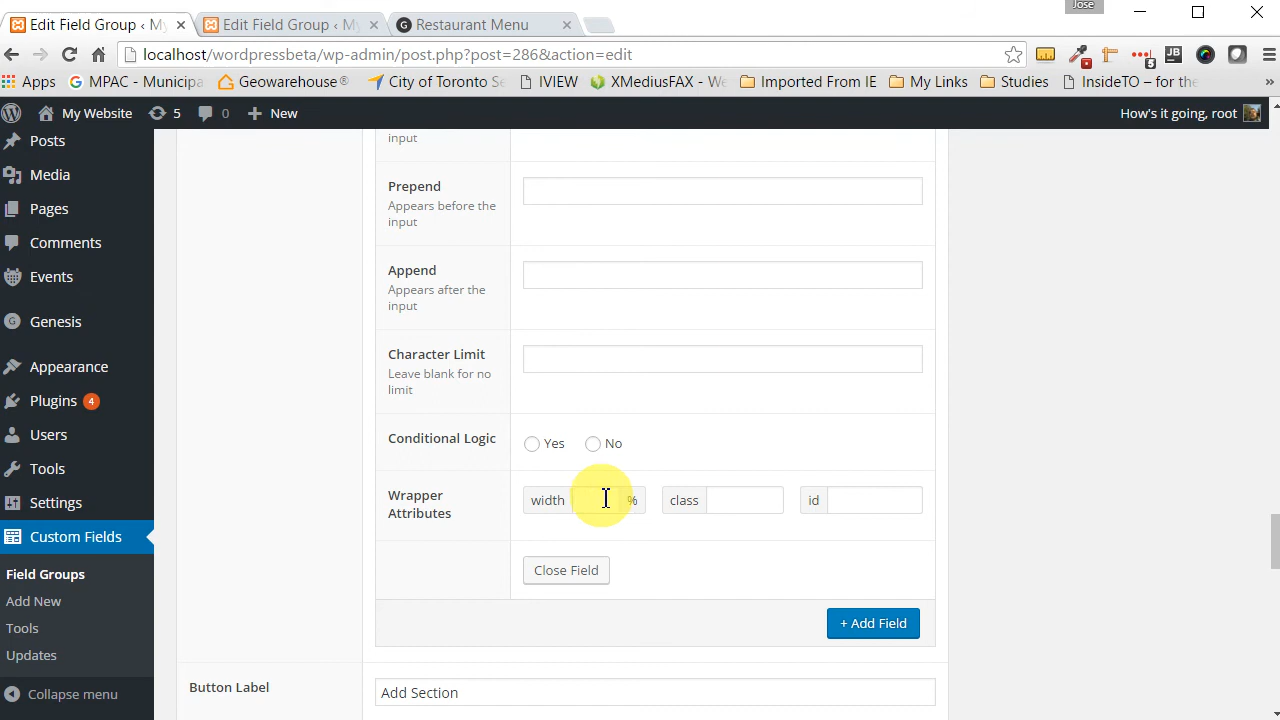 Jose
Edit Field Group ‹ My
Edit Field Group ‹ My
Restaurant Menu
localhost/wordpressbeta/wp-admin/post.php?post=286&action=edit
Apps
MPAC - Municipa
Geowarehouse®
City of Toronto Se
IVIEW
XMediusFAX - We
Imported From IE
My Links
Studies
InsideTO – for the
»
My Website
5
0
New
How's it going, root
Posts
Media
Pages
Comments
Events
Genesis
Appearance
Plugins 4
Users
Tools
Settings
Custom Fields
Field Groups
Add New
Tools
Updates
Collapse menu
input
Prepend
Appears before the
input
Append
Appears after the
input
Character Limit
Leave blank for no
limit
Conditional Logic
Yes
No
Wrapper
Attributes
width
%
class
id
Close Field
+ Add Field
Button Label
Add Section